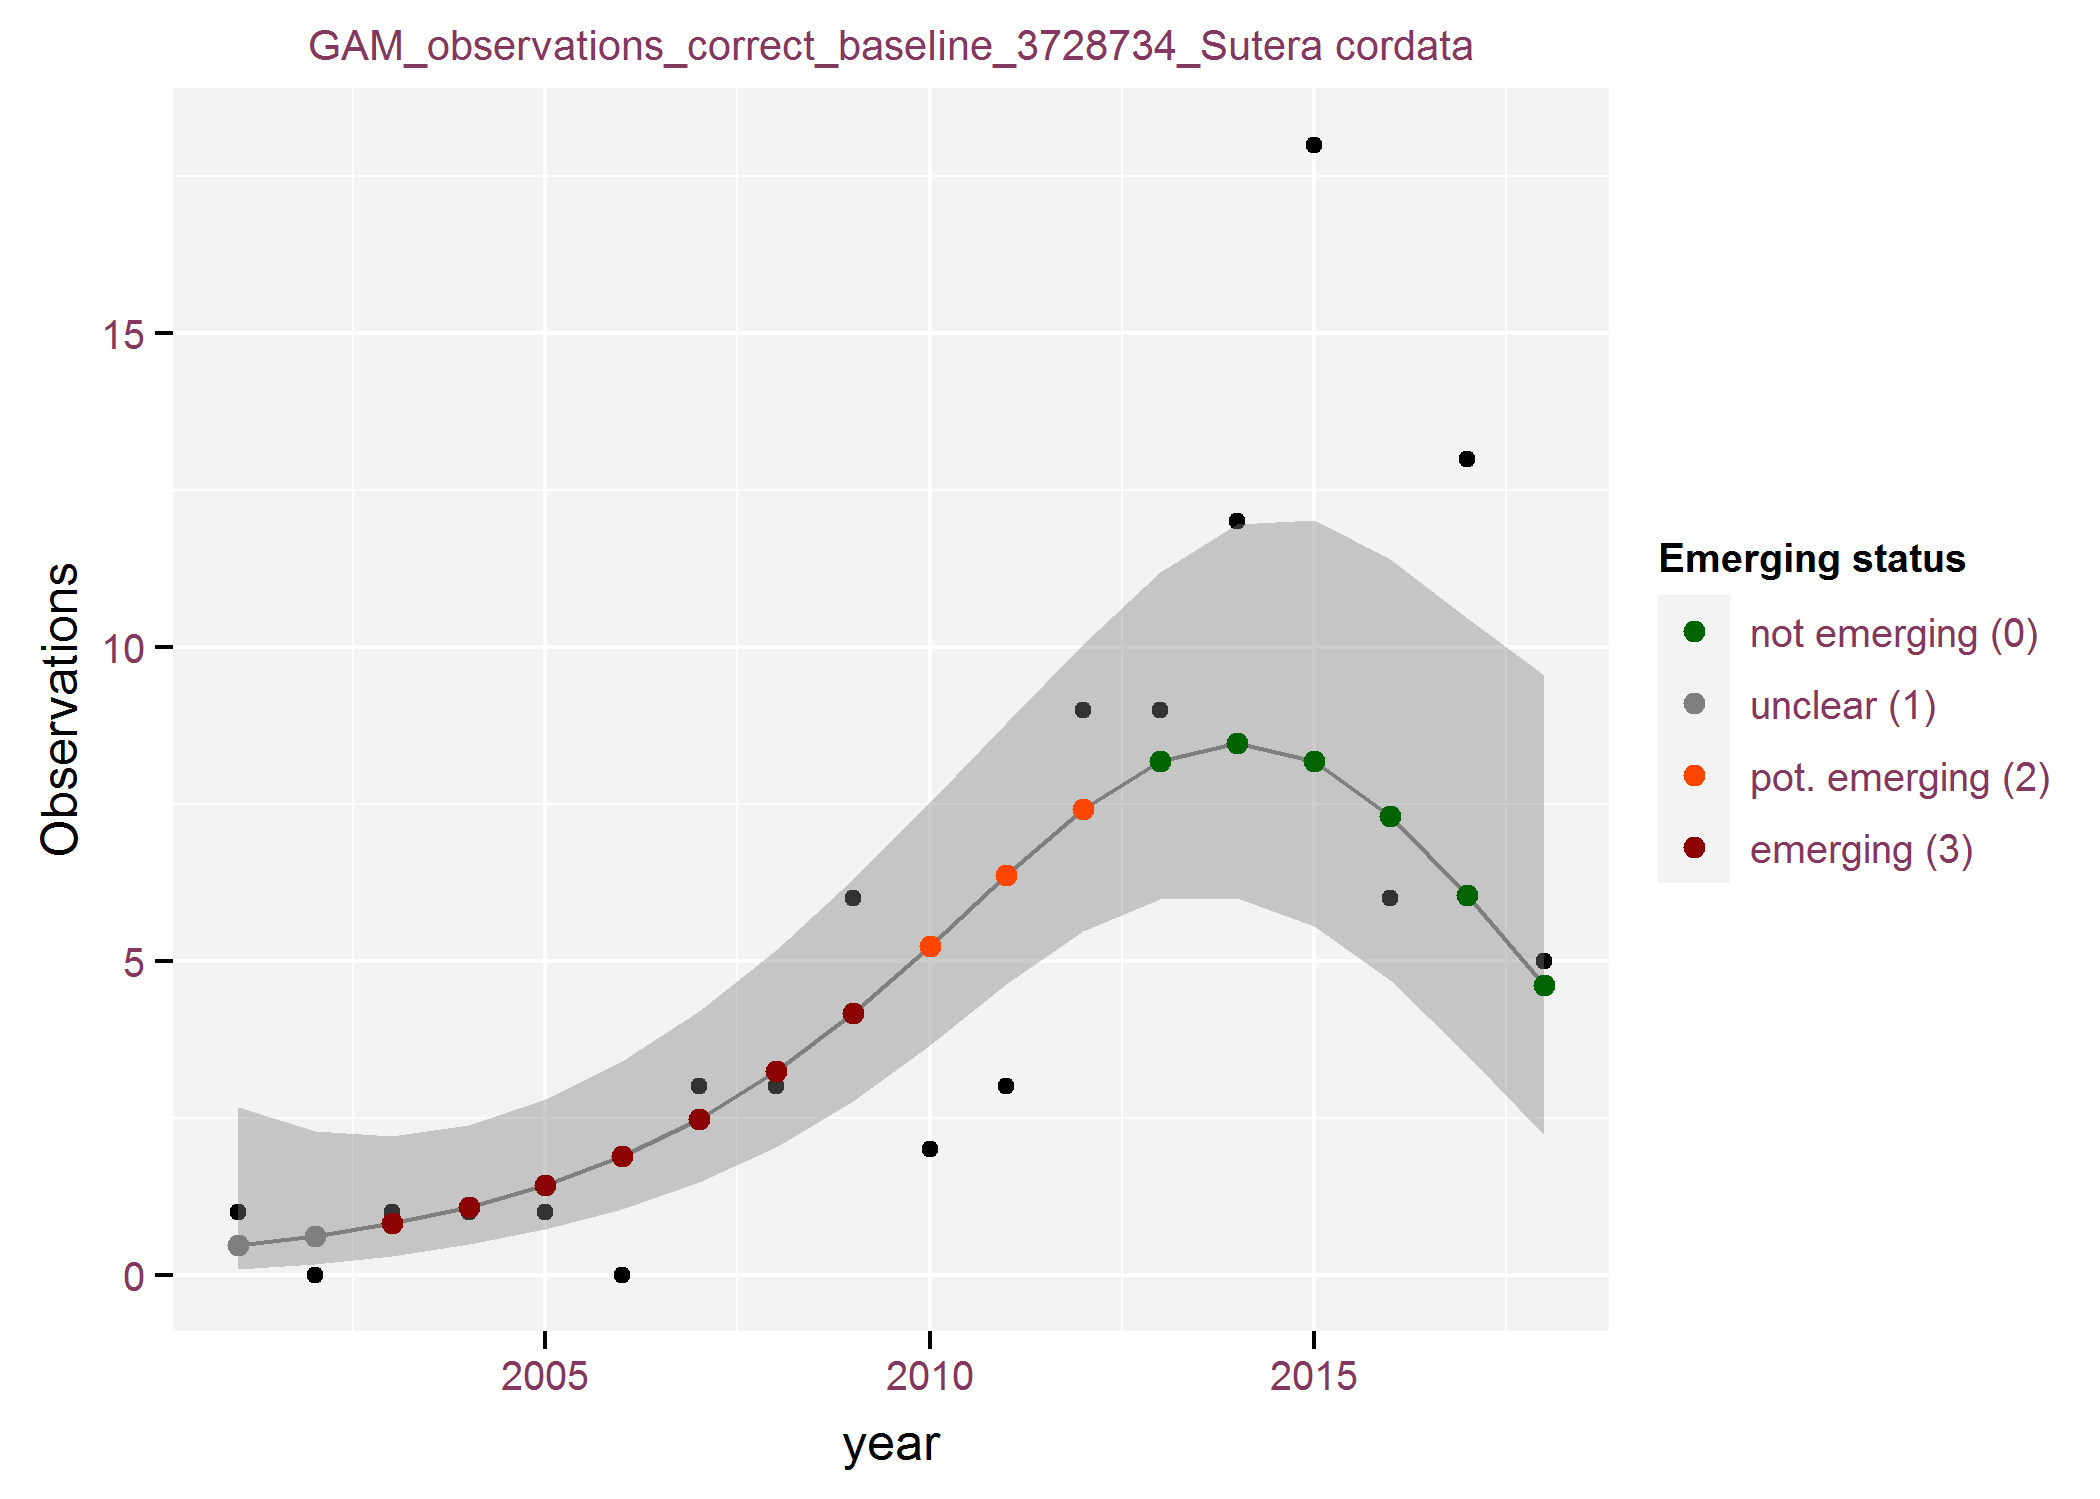 GAM_observations_correct_baseline_3728734_Sutera cordata
Observations
15
10
5
0
2005 2010 2015
year
Emerging status
not emerging (0)
unclear (1)
pot. emerging (2)
emerging (3)